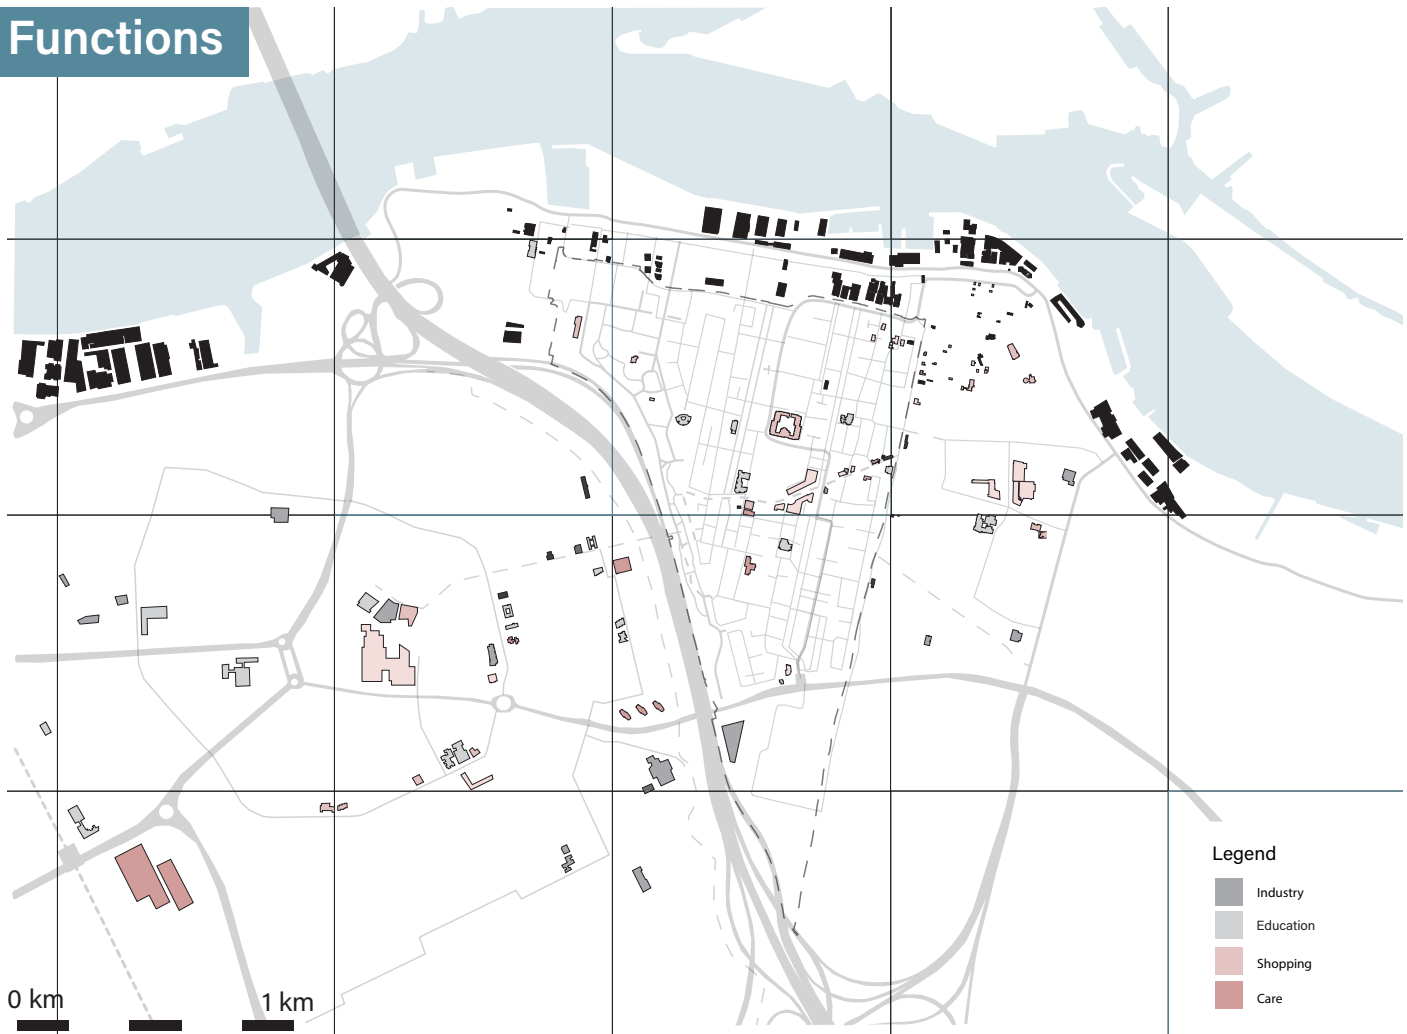 Functions
Legend
Industry
Education
Shopping
Care
0 km 1 km